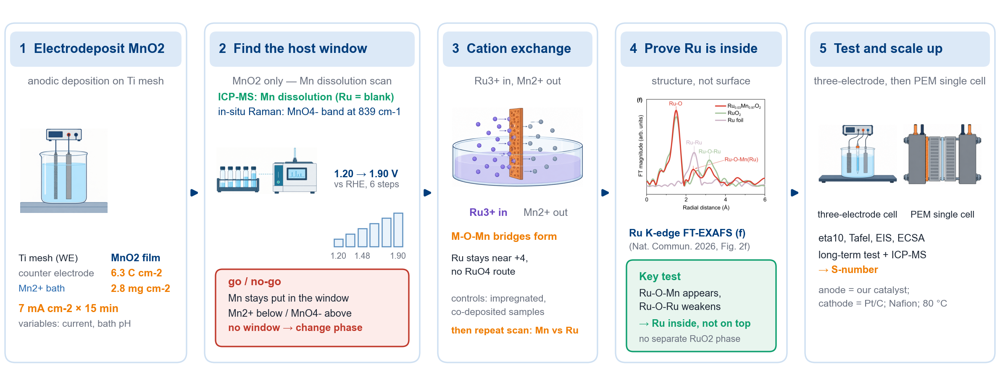 1 Electrodeposit MnO2
anodic deposition on Ti mesh
Ti mesh (WE)
counter electrode
Mn2+ bath
MnO2 film
6.3 C cm-2
2.8 mg cm-2
7 mA cm-2 × 15 min
variables: current, bath pH
2 Find the host window
MnO2 only — Mn dissolution scan
ICP-MS: Mn dissolution (Ru = blank)
in-situ Raman: MnO4- band at 839 cm-1
1.20 → 1.90 V
vs RHE, 6 steps
1.20 1.48 1.90
go / no-go
Mn stays put in the window
Mn2+ below / MnO4- above
no window → change phase
3 Cation exchange
Ru3+ in, Mn2+ out
Ru3+ in Mn2+ out
M-O-Mn bridges form
Ru stays near +4,
no RuO4 route
controls: impregnated,
co-deposited samples
then repeat scan: Mn vs Ru
4 Prove Ru is inside
structure, not surface
(f)
Ru-O
Ru0.03Mn0.97O2
RuO2
Ru foil
Ru-Ru
Ru-O-Ru
Ru-O-Mn(Ru)
FT magnitude (arb. units)
0 2 4 6
Radial distance (Å)
Ru K-edge FT-EXAFS (f)
(Nat. Commun. 2026, Fig. 2f)
Key test
Ru-O-Mn appears,
Ru-O-Ru weakens
→ Ru inside, not on top
no separate RuO2 phase
5 Test and scale up
three-electrode, then PEM single cell
three-electrode cell PEM single cell
eta10, Tafel, EIS, ECSA
long-term test + ICP-MS
→ S-number
anode = our catalyst;
cathode = Pt/C; Nafion; 80 °C